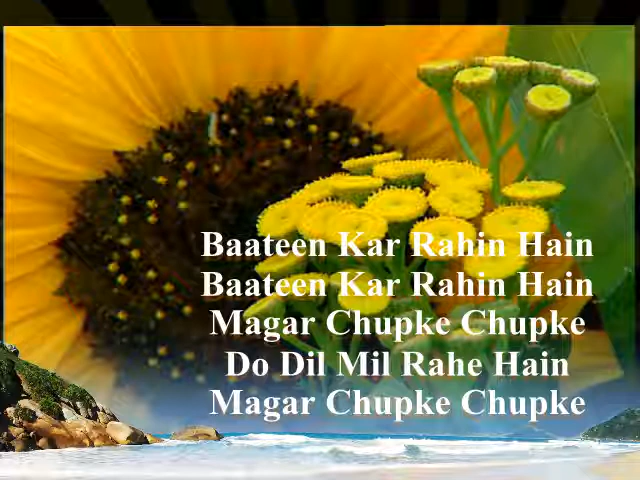 Baateen Kar Rahin Hain
Baateen Kar Rahin Hain
Magar Chupke Chupke
Do Dil Mil Rahe Hain
Magar Chupke Chupke